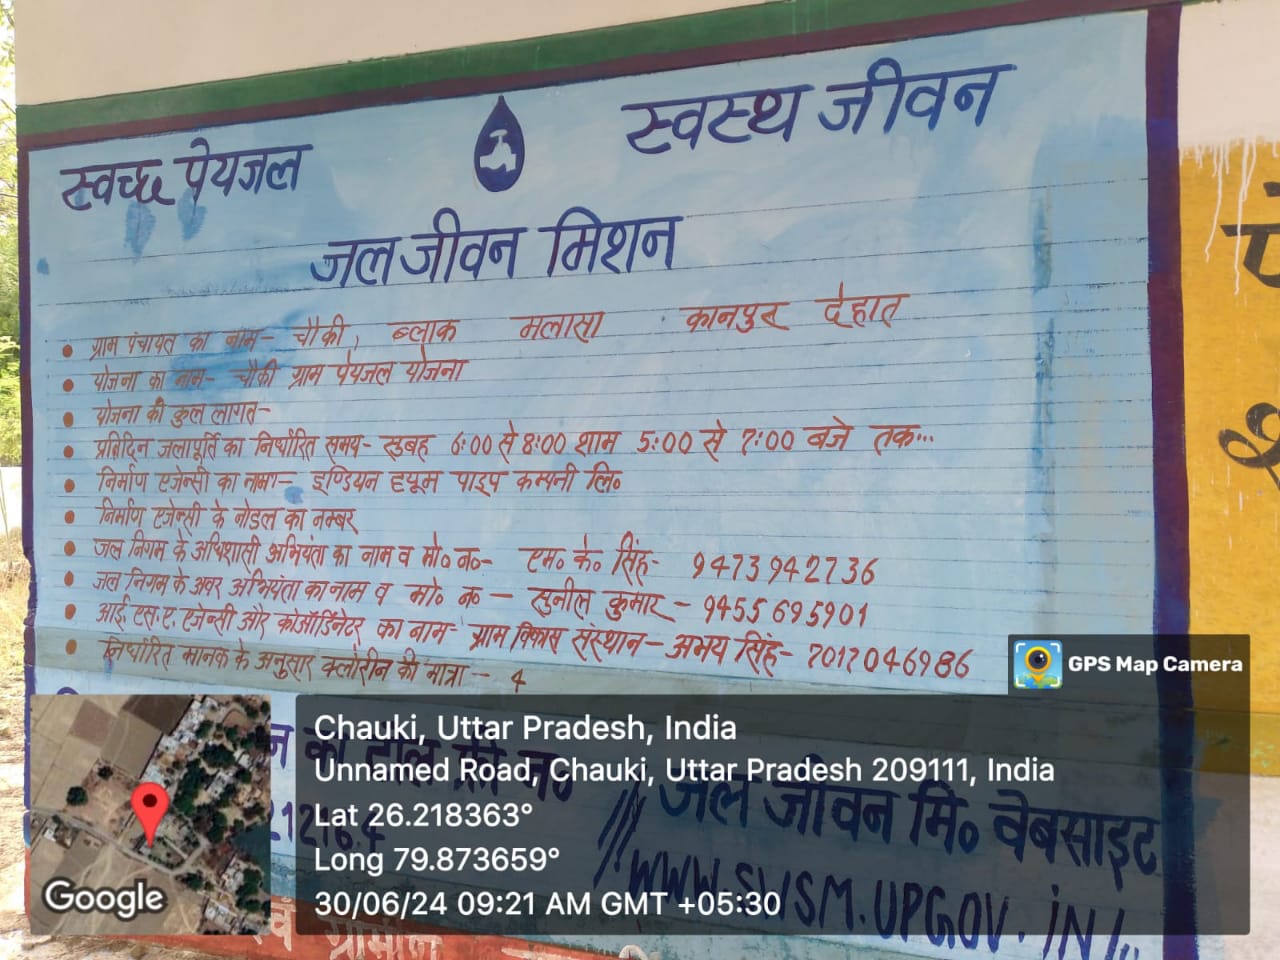 स्वच्छ पेयजल
स्वस्थ जीवन
जल जीवन मिशन
• ग्राम पंचायत का नाम- चौकी, ब्लाक मलासा कानपुर देहात
• योजना का नाम- चौकी ग्राम पेयजल योजना
• योजना की कुल लागत-
• प्रतिदिन जलापूर्ति का निर्धारित समय- सुबह 6:00 से 8:00 शाम 5:00 से 7:00 बजे तक...
• निर्माण एजेन्सी का नाम- इण्डियन ह्यूम पाइप कम्पनी लि०
• निर्माण एजेन्सी के नोडल का नम्बर
• जल निगम के अधिशासी अभियंता का नाम व मो० न०- एम० के० सिंह- 9473942736
• जल निगम के अवर अभियंता का नाम व मो० न० - सुनील कुमार - 9455695901
• आई. एस. ए. एजेन्सी और कोऑर्डिनेटर का नाम- ग्राम विकास संस्थान- अभय सिंह- 7017046986
• निर्धारित मानक के अनुसार क्लोरीन की मात्रा - 4
का टोल फ्री न०
जल जीवन मि० वेबसाइट
WWW.SWSM.UPGOV.IN
ग्रामीण
GPS Map Camera
Chauki, Uttar Pradesh, India
Unnamed Road, Chauki, Uttar Pradesh 209111, India
Lat 26.218363°
Long 79.873659°
30/06/24 09:21 AM GMT +05:30
Google